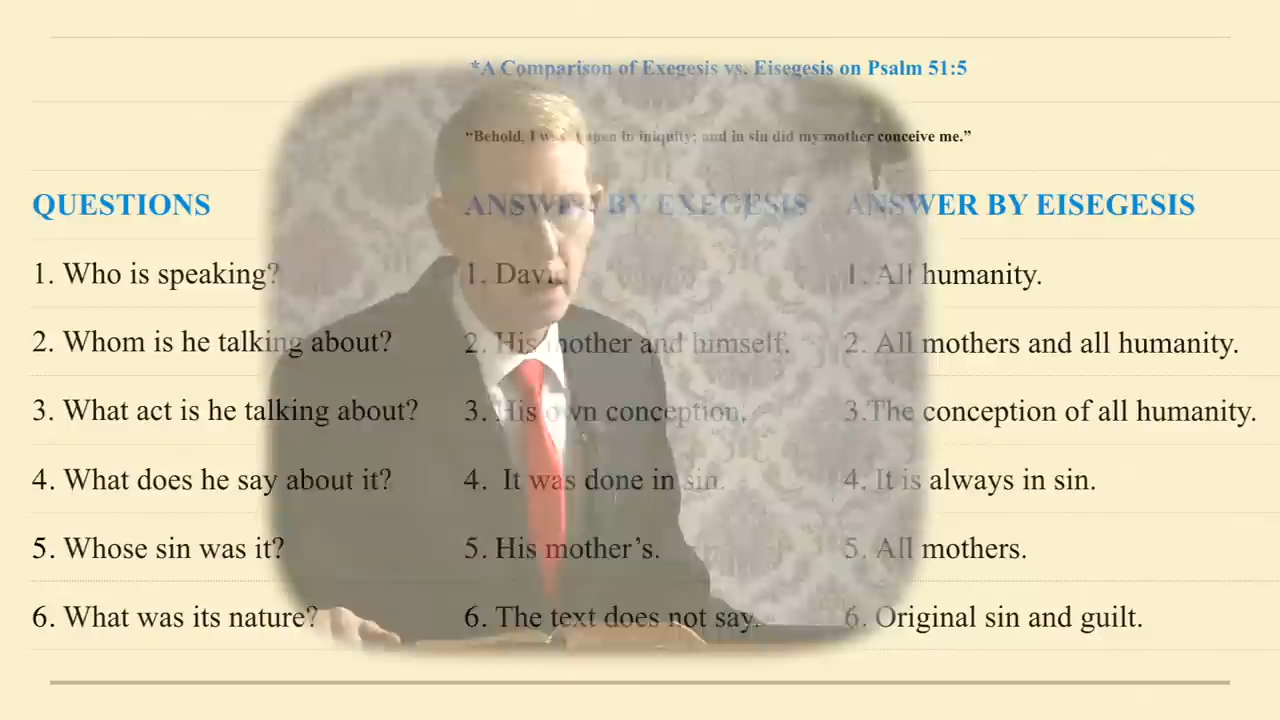 *A Comparison of Exegesis vs. Eisegesis on Psalm 51:5
“Behold, I was shapen in iniquity; and in sin did my mother conceive me.”
QUESTIONS ANSWER BY EXEGESIS ANSWER BY EISEGESIS
1. Who is speaking? 1. David. 1. All humanity.
2. Whom is he talking about? 2. His mother and himself. 2. All mothers and all humanity.
3. What act is he talking about? 3. His own conception. 3.The conception of all humanity.
4. What does he say about it? 4. It was done in sin. 4. It is always in sin.
5. Whose sin was it? 5. His mother’s. 5. All mothers.
6. What was its nature? 6. The text does not say. 6. Original sin and guilt.